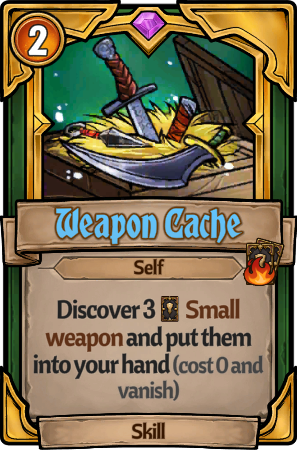 2
Weapon Cache
Self
Discover 3 Small
weapon and put them
into your hand (cost 0 and
vanish)
Skill